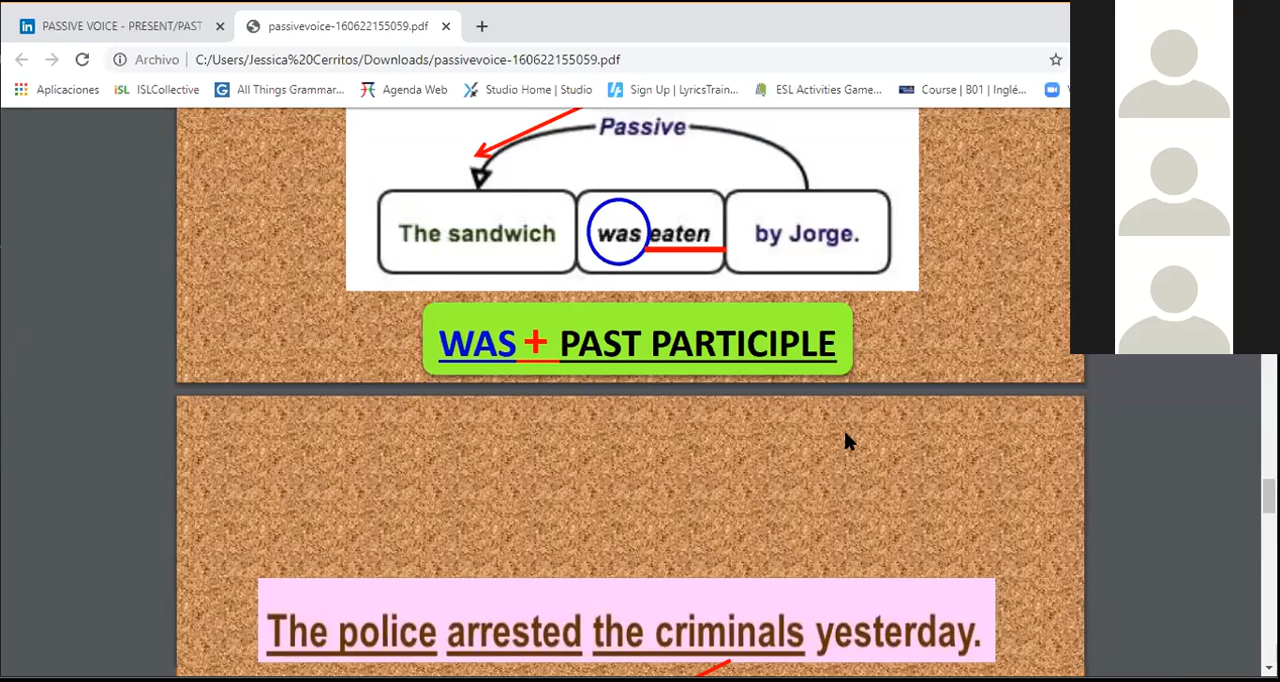 PASSIVE VOICE - PRESENT/PAST
passivevoice-160622155059.pdf
Archivo
C:/Users/Jessica%20Cerritos/Downloads/passivevoice-160622155059.pdf
Aplicaciones
iSL ISLCollective
All Things Grammar...
Agenda Web
Studio Home | Studio
Sign Up | LyricsTrain...
ESL Activities Game...
Course | B01 | Inglé...
Passive
The sandwich was eaten by Jorge.
WAS + PAST PARTICIPLE
The police arrested the criminals yesterday.